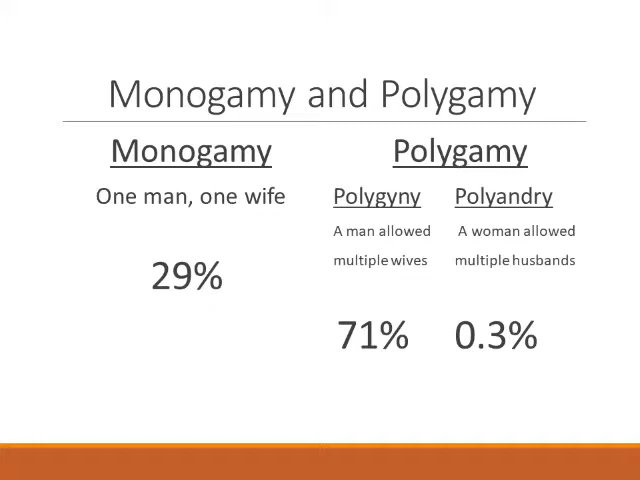 Monogamy and Polygamy
Monogamy
One man, one wife
29%
Polygamy
Polygyny
A man allowed
multiple wives
71%
Polyandry
A woman allowed
multiple husbands
0.3%